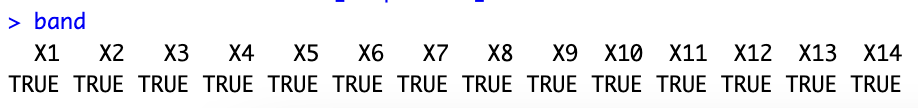 > band
X1 X2 X3 X4 X5 X6 X7 X8 X9 X10 X11 X12 X13 X14
TRUE TRUE TRUE TRUE TRUE TRUE TRUE TRUE TRUE TRUE TRUE TRUE TRUE TRUE